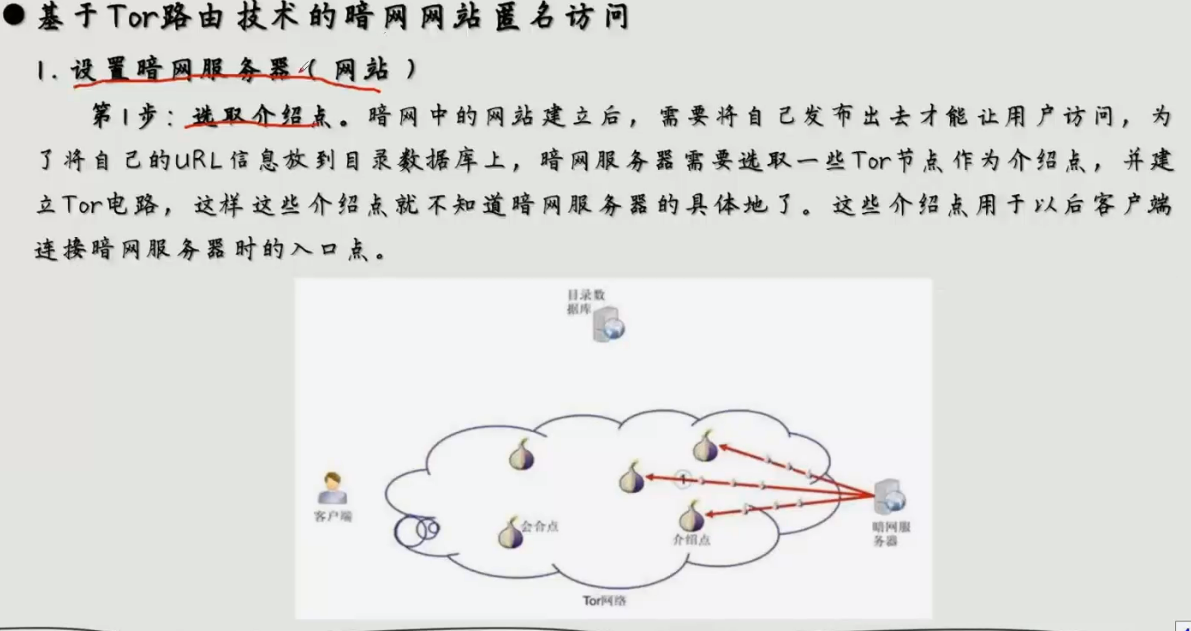 ●基于Tor路由技术的暗网网站匿名访问
1. 设置暗网服务器（网站）
第1步：选取介绍点。暗网中的网站建立后，需要将自己发布出去才能让用户访问，为
了将自己的URL信息放到目录数据库上，暗网服务器需要选取一些Tor节点作为介绍点，并建
立Tor电路，这样这些介绍点就不知道暗网服务器的具体地了。这些介绍点用于以后客户端
连接暗网服务器时的入口点。
目录数
据库
1
客户端
会合点
介绍点
暗网服
务器
Tor网络